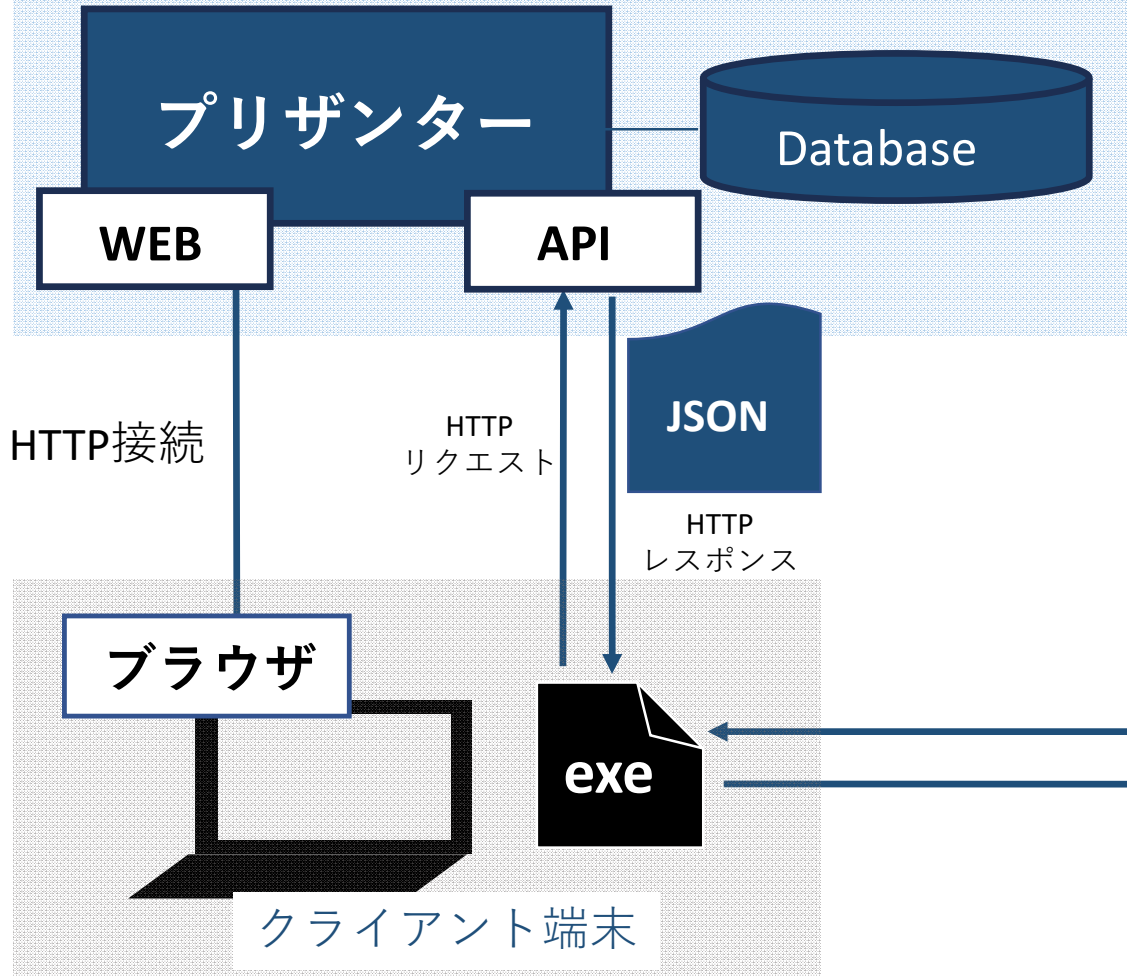 プリザンター
Database
WEB
API
JSON
HTTP接続
HTTP
リクエスト
HTTP
レスポンス
ブラウザ
exe
クライアント端末